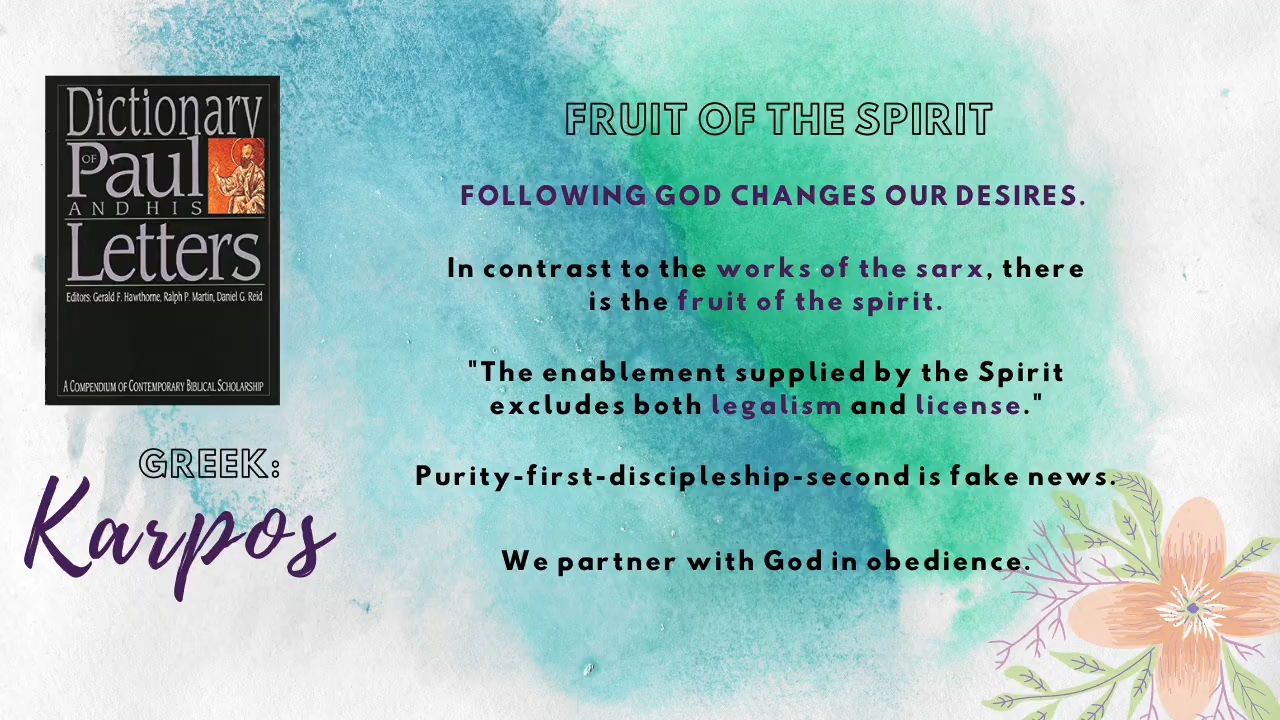 Dictionary
OF
Paul
AND HIS
Letters
Editors: Gerald F. Hawthorne, Ralph P. Martin, Daniel G. Reid
A COMPENDIUM OF CONTEMPORARY BIBLICAL SCHOLARSHIP
GREEK:
Karpos
FRUIT OF THE SPIRIT
FOLLOWING GOD CHANGES OUR DESIRES.
In contrast to the works of the sarx, there
is the fruit of the spirit.
"The enablement supplied by the Spirit
excludes both legalism and license."
Purity-first-discipleship-second is fake news.
We partner with God in obedience.